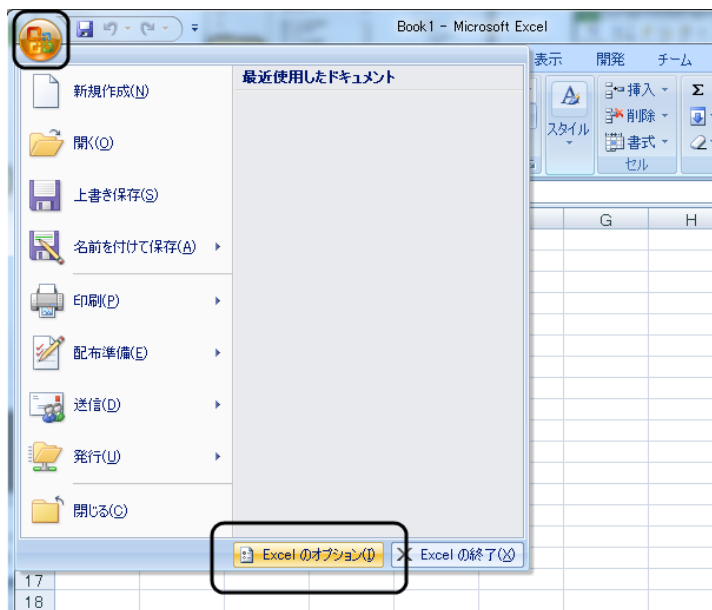 Book1 - Microsoft Excel
表示 開発 チーム
新規作成(N)
最近使用したドキュメント
開く(O)
上書き保存(S)
名前を付けて保存(A)
印刷(P)
配布準備(E)
送信(D)
発行(U)
閉じる(C)
Excel のオプション(I)
Excel の終了(X)
スタイル
挿入
削除
書式
セル
Σ
G H
17
18